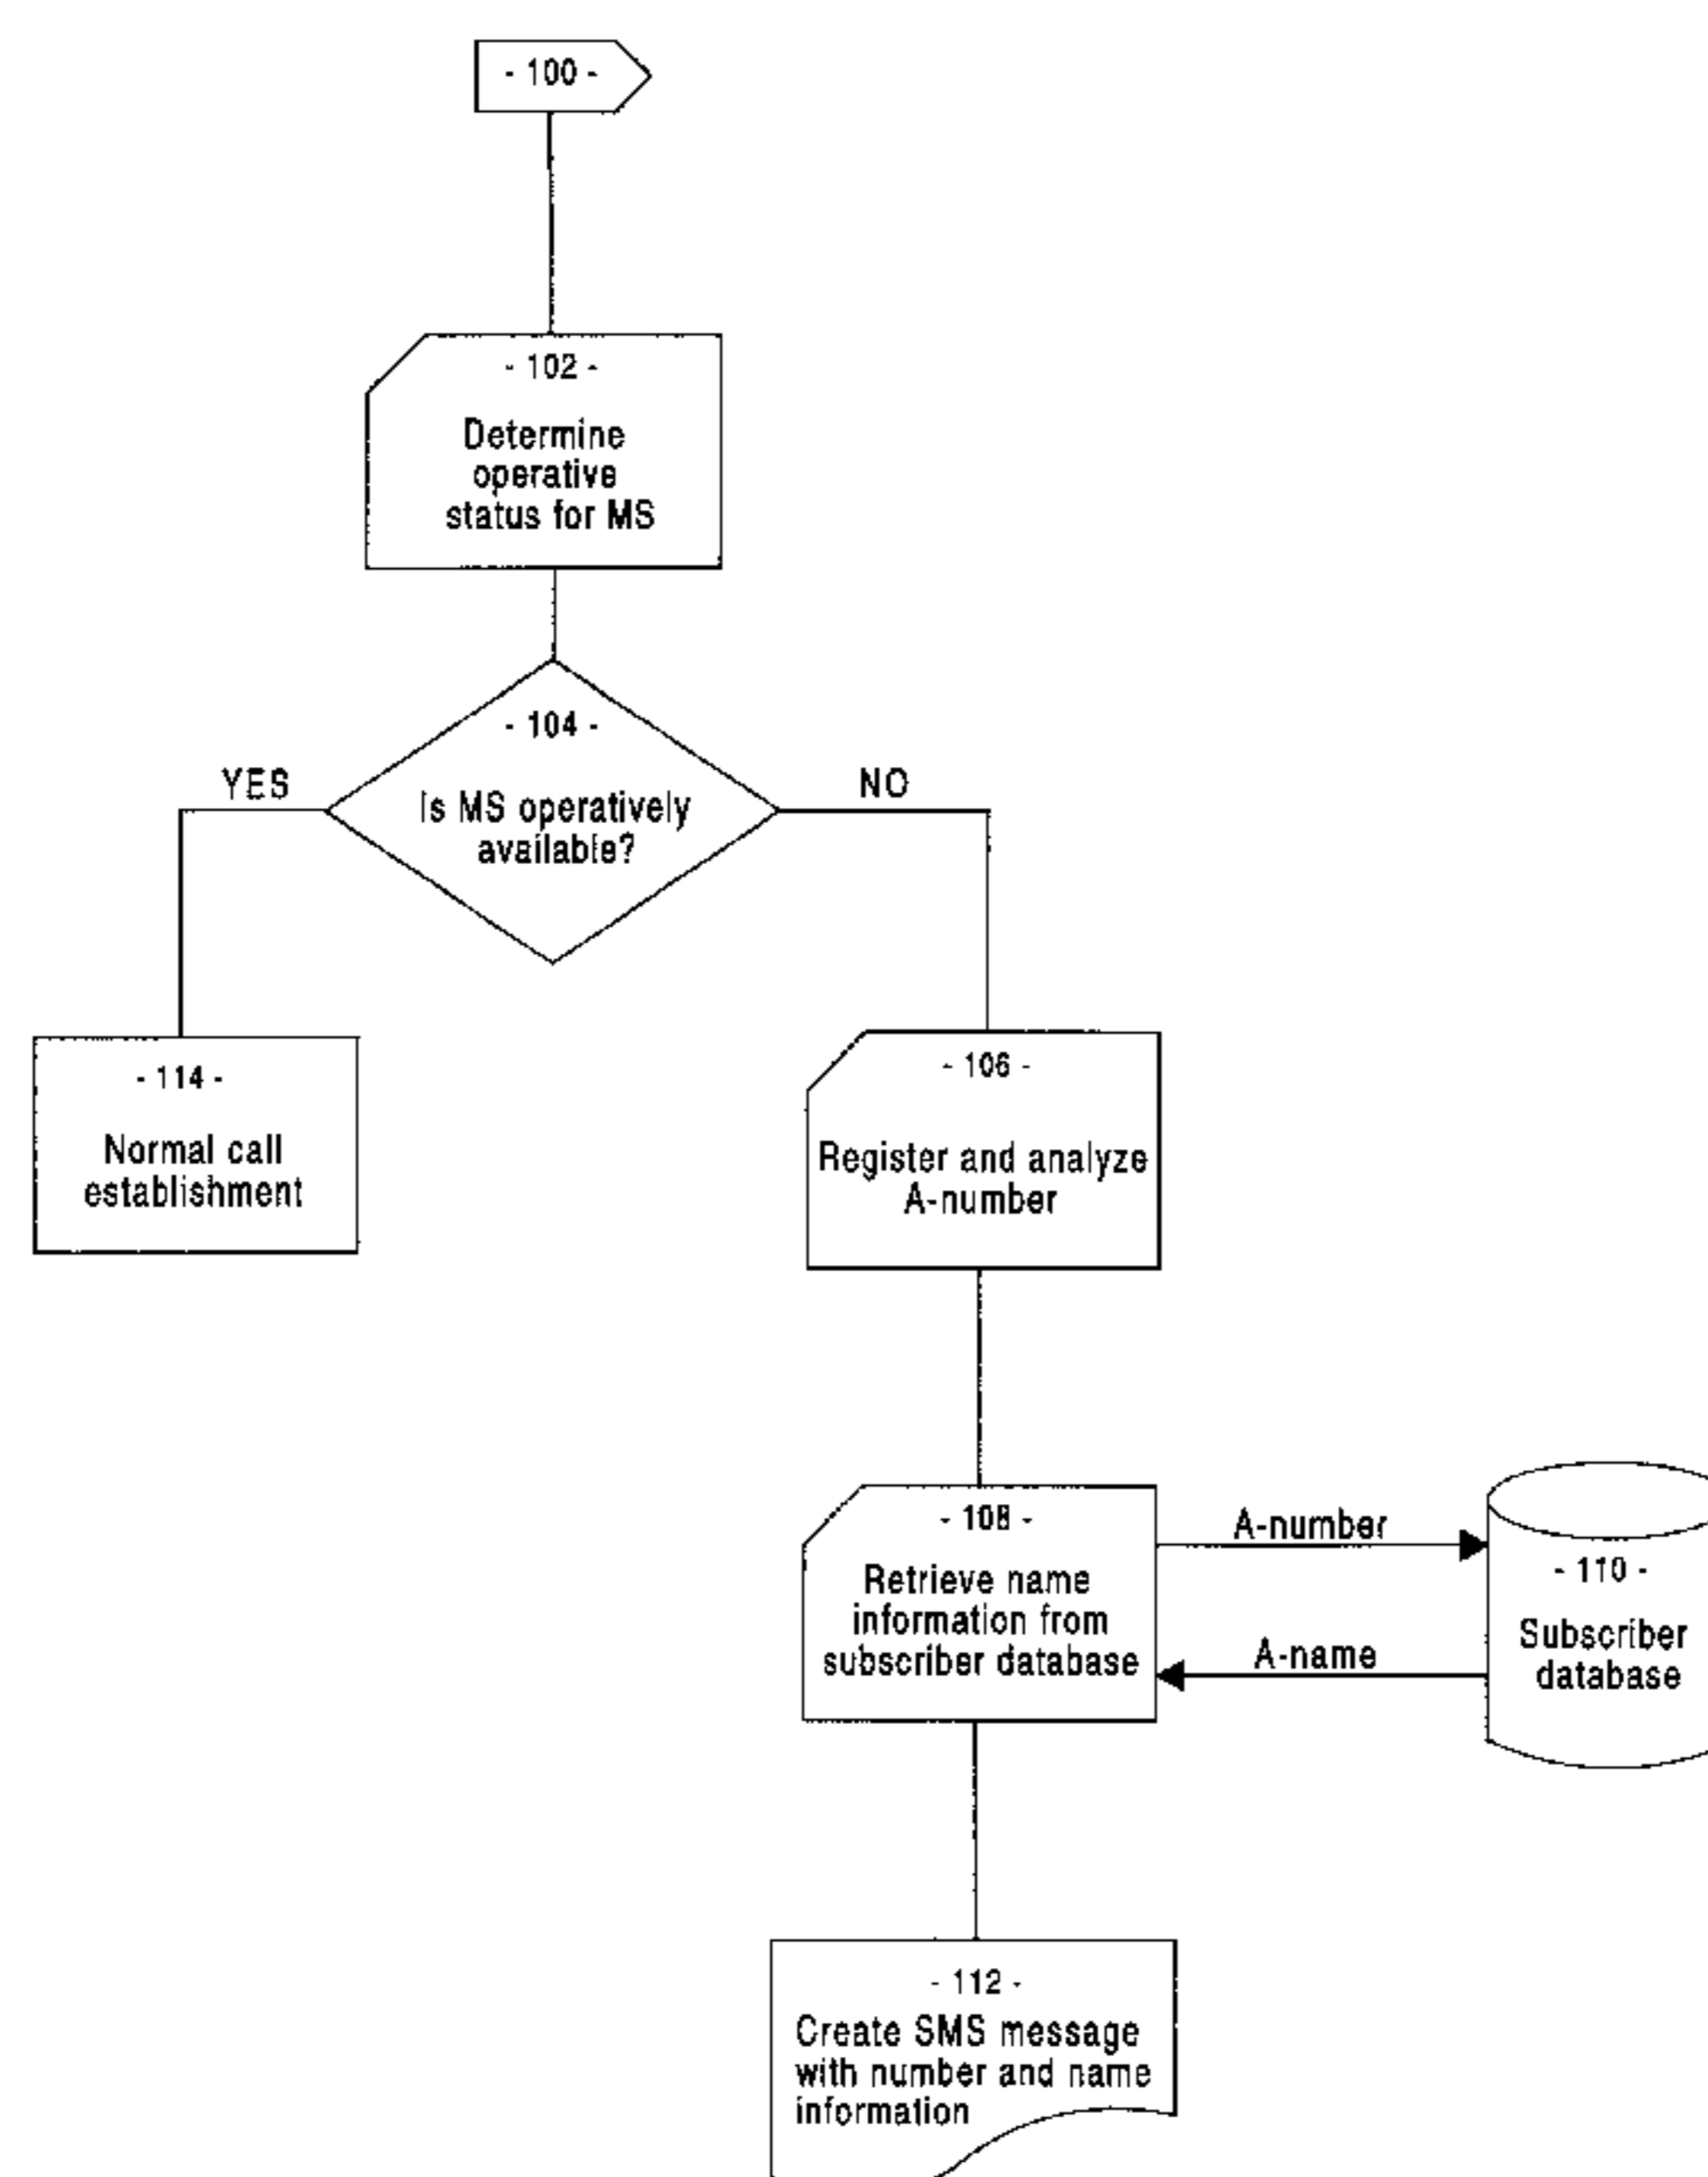 - 100 -
- 102 -
Determine
operative
status for MS
- 104 -
Is MS operatively
available?
YES
NO
- 114 -
Normal call
establishment
- 106 -
Register and analyze
A-number
- 108 -
Retrieve name
information from
subscriber database
A-number
A-name
- 110 -
Subscriber
database
- 112 -
Create SMS message
with number and name
information